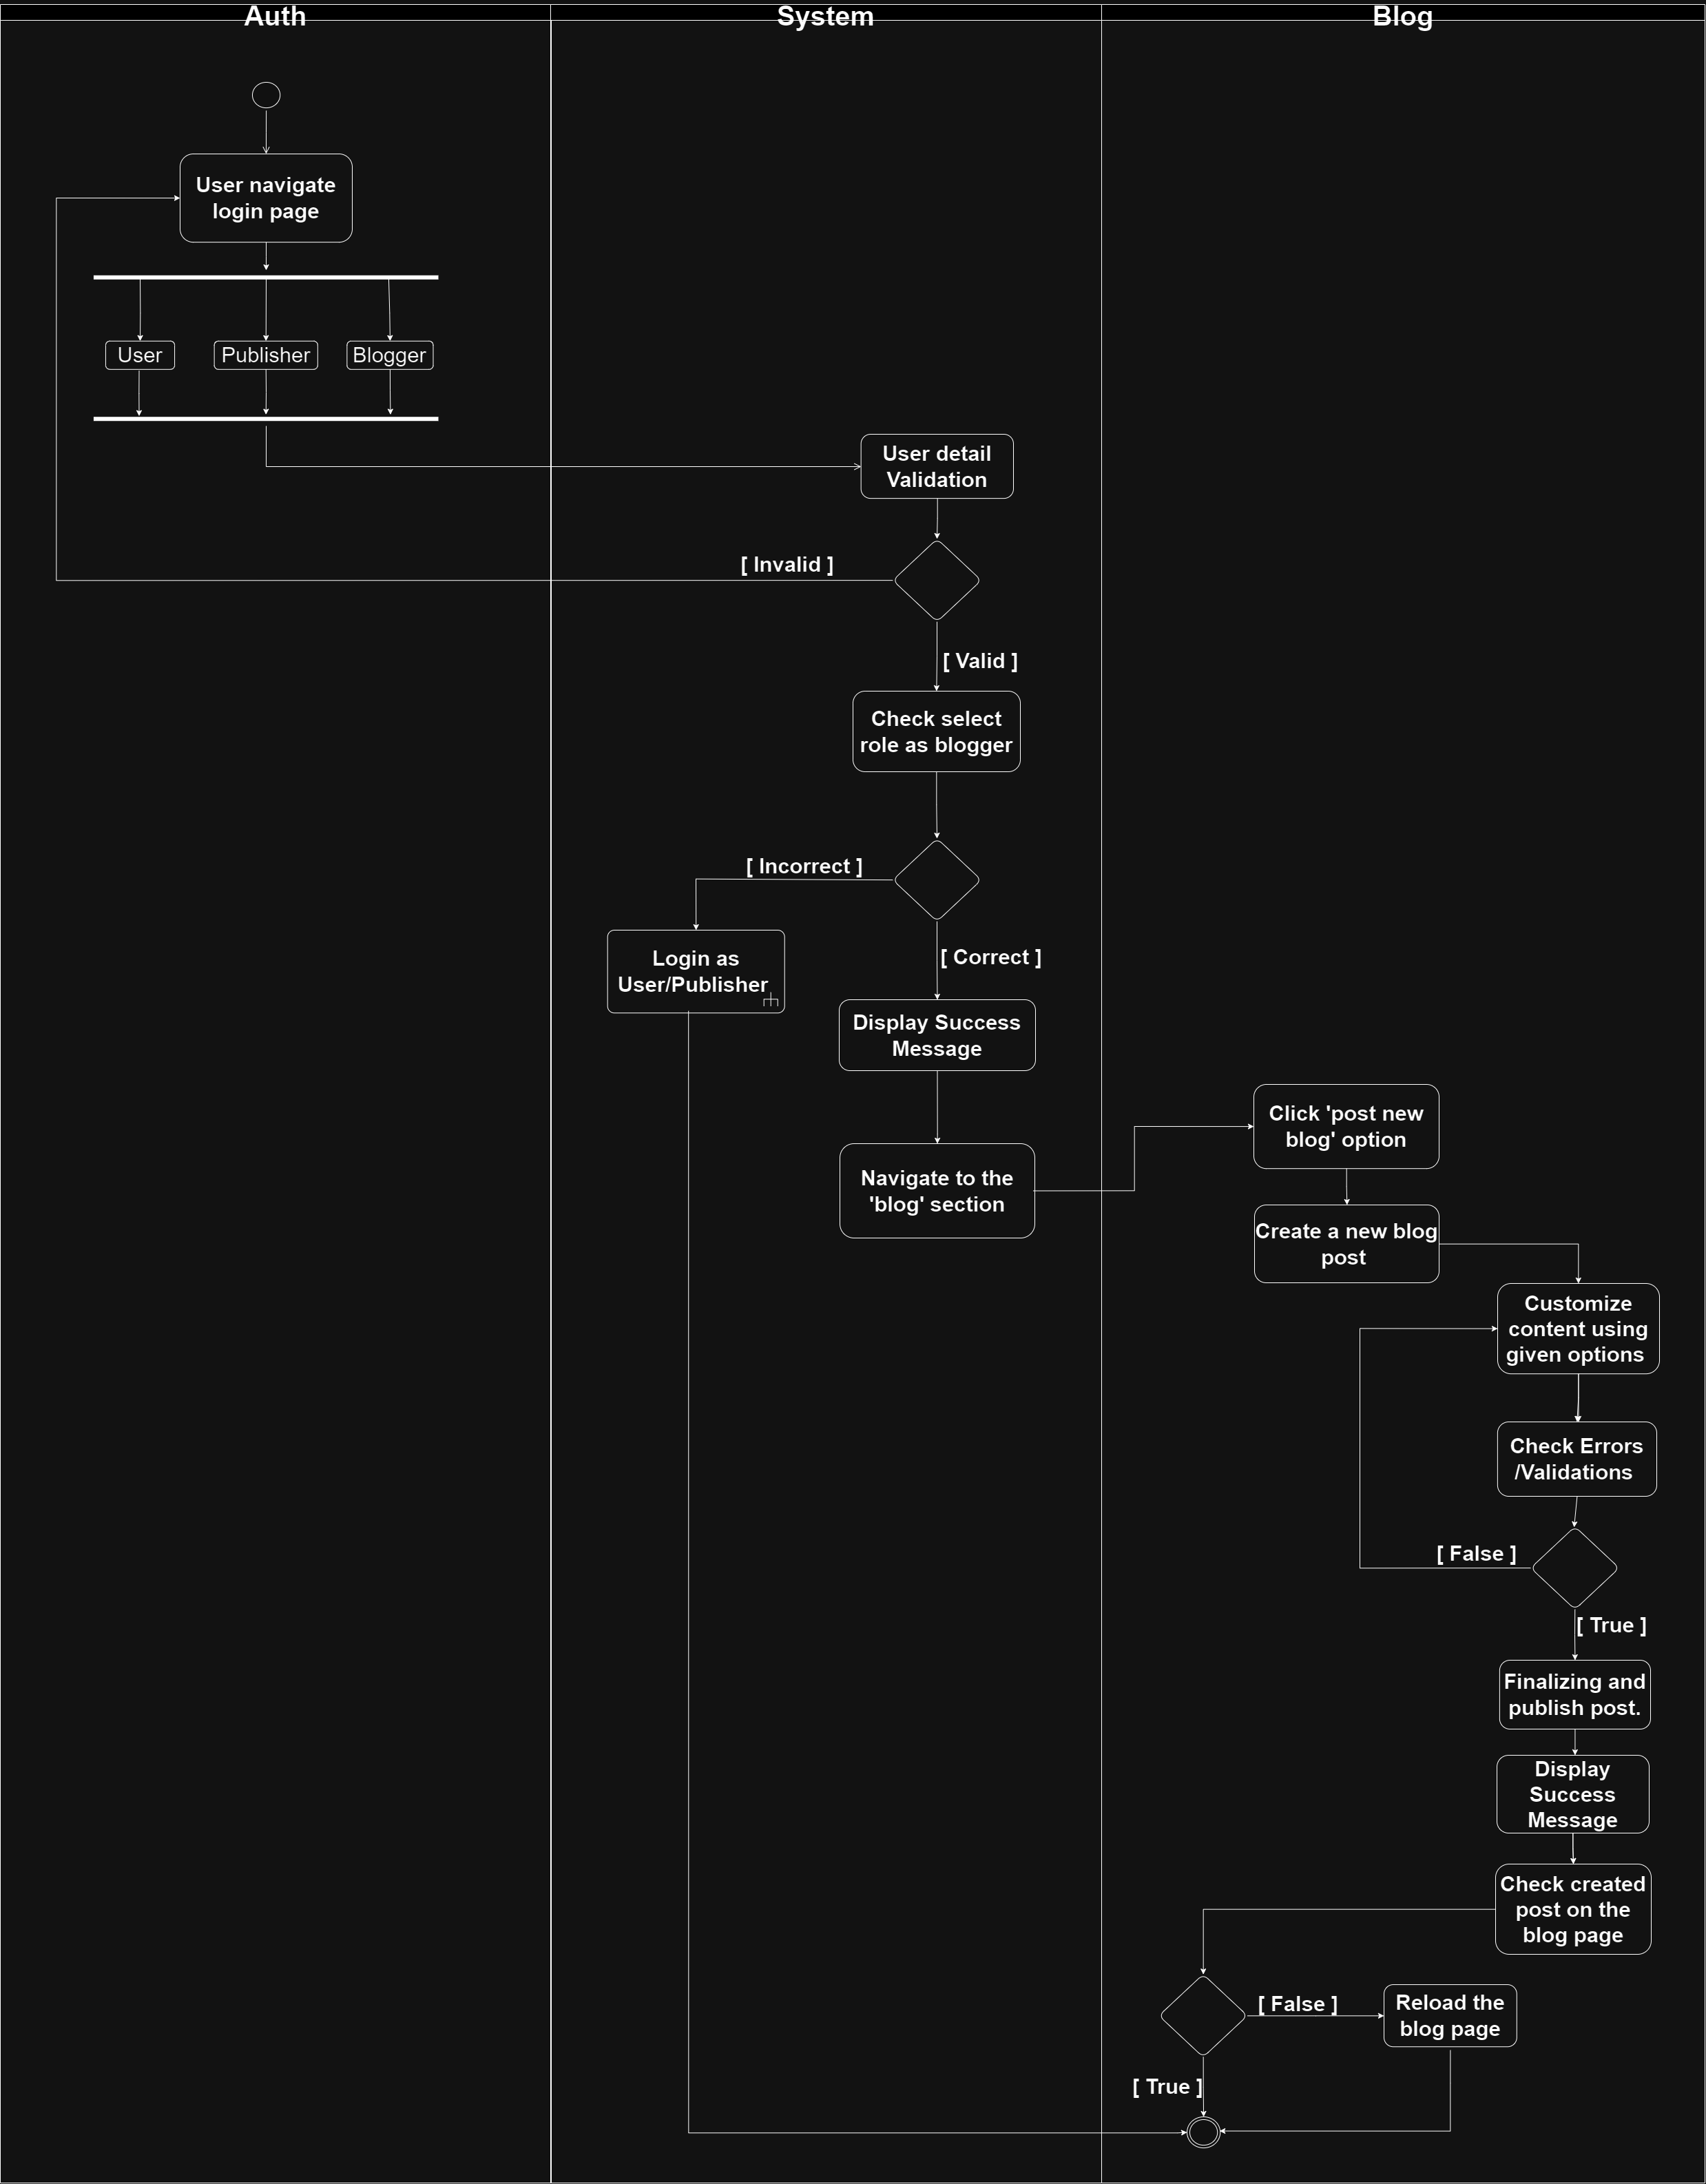 Auth
System
Blog
User navigate
login page
User
Publisher
Blogger
User detail
Validation
[ Invalid ]
[ Valid ]
Check select
role as blogger
[ Incorrect ]
[ Correct ]
Login as
User/Publisher
Display Success
Message
Navigate to the
'blog' section
Click 'post new
blog' option
Create a new blog
post
Customize
content using
given options
Check Errors
/Validations
[ False ]
[ True ]
Finalizing and
publish post.
Display
Success
Message
Check created
post on the
blog page
[ False ]
Reload the
blog page
[ True ]